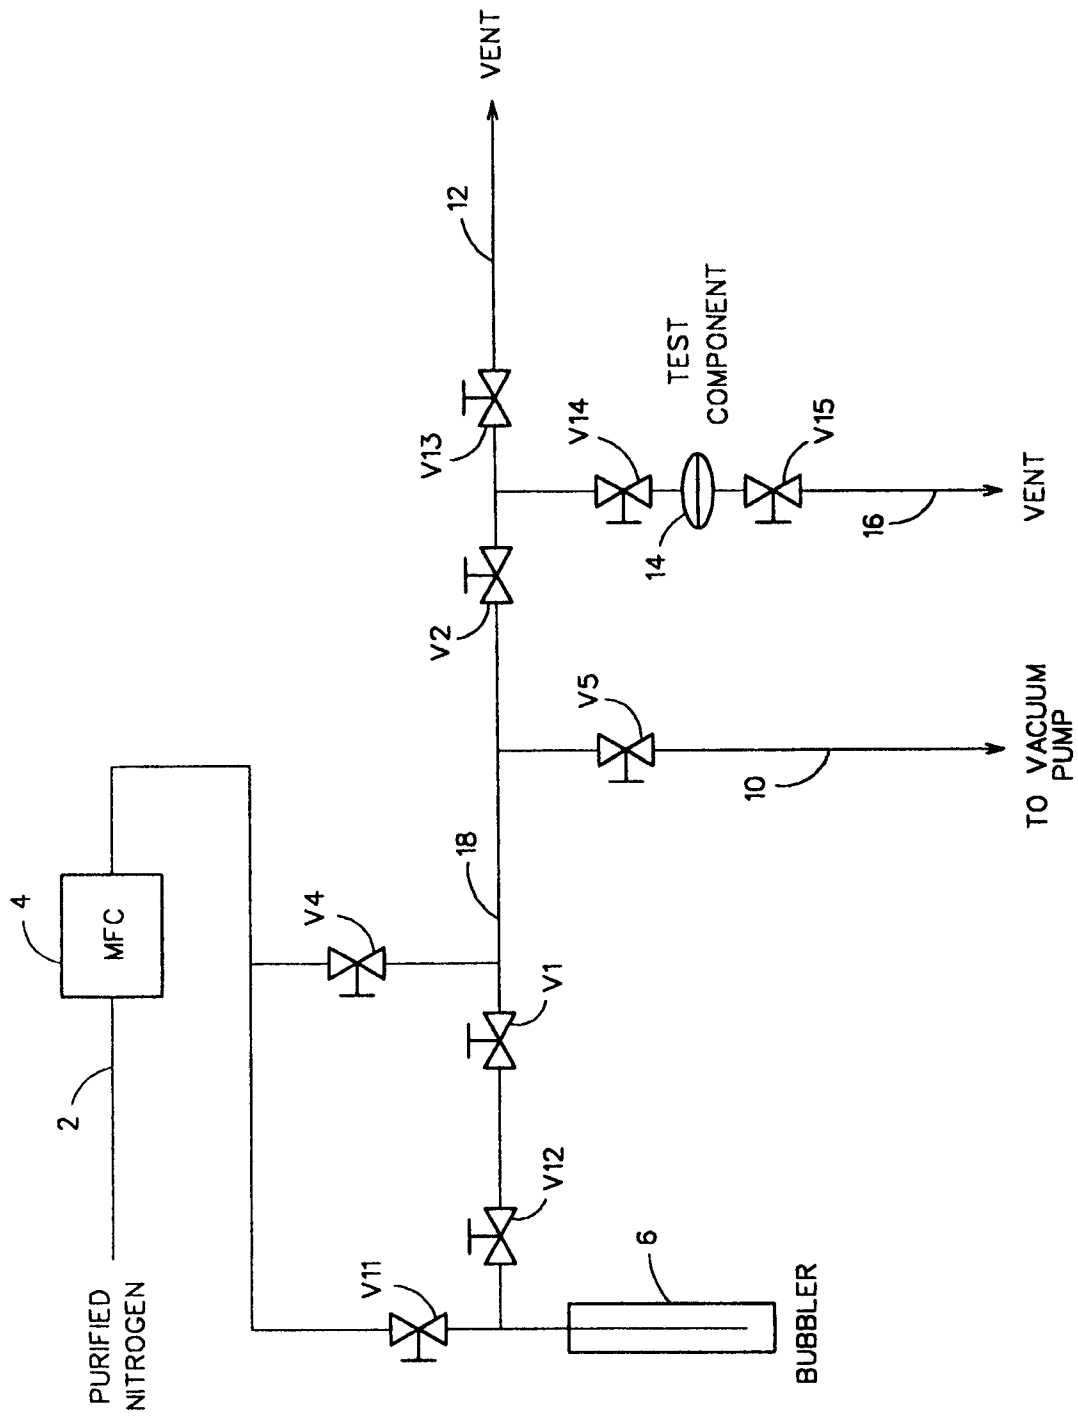 PURIFIED
NITROGEN
2
4
MFC
V11
V4
6
BUBBLER
V12
V1
18
V2
V5
10
TO VACUUM
PUMP
V13
12
VENT
V14
14
TEST
COMPONENT
V15
16
VENT